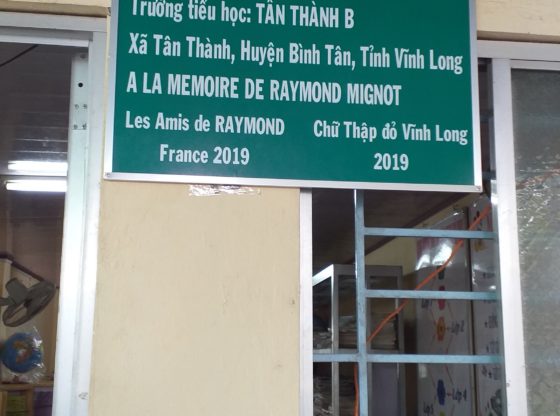 Trường tiểu học: TÂN THÀNH B
Xã Tân Thành, Huyện Bình Tân, Tỉnh Vĩnh Long
A LA MEMOIRE DE RAYMOND MIGNOT
Les Amis de RAYMOND Chữ Thập đỏ Vĩnh Long
France 2019 2019